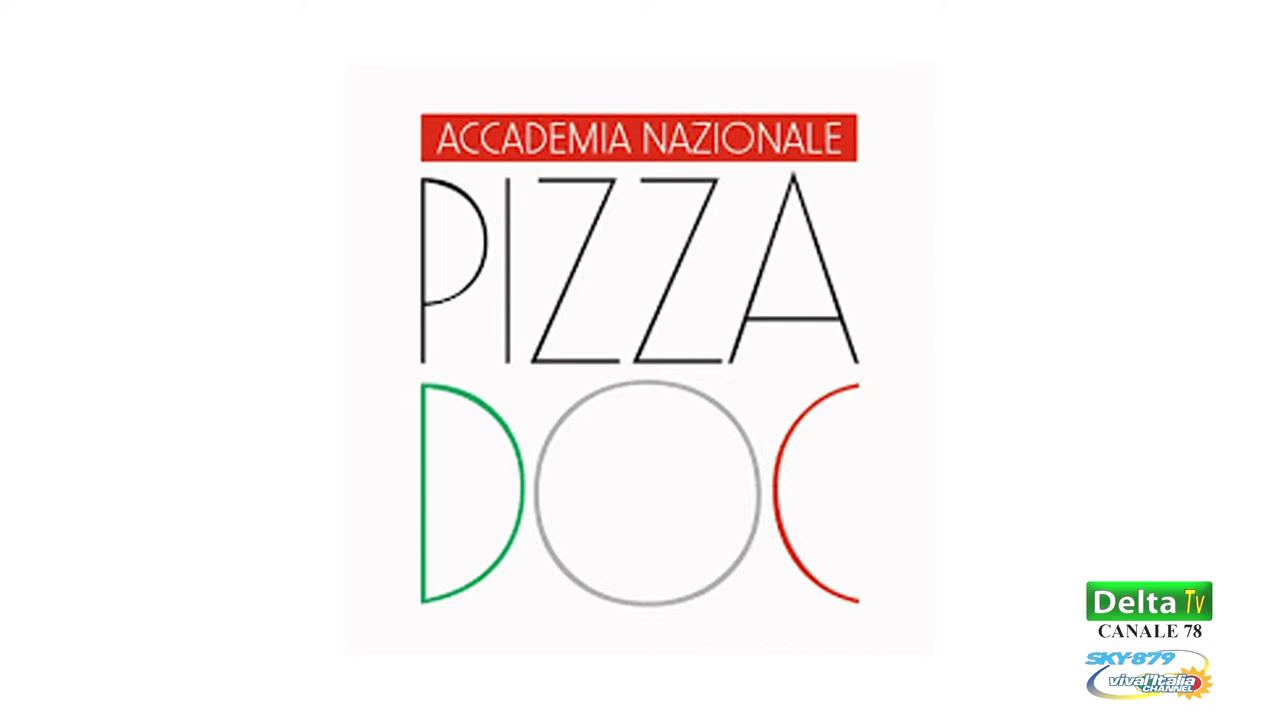 ACCADEMIA NAZIONALE
PIZZA
DOC
Delta Tv
CANALE 78
SKY 879
viva l'Italia
CHANNEL